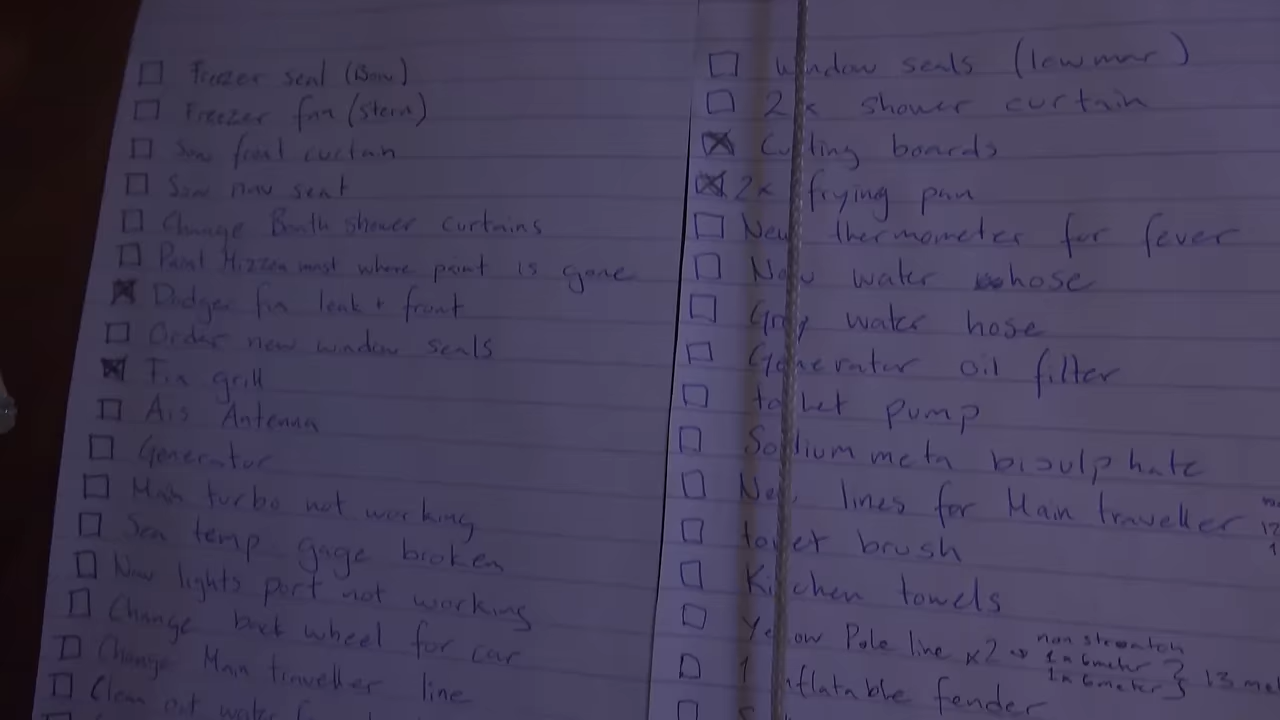 Freezer seal (Bow)
Freezer fan (Stern)
Sow front curtain
Sow nav seat
Change Booth shower curtains
Paint Mizzen mast where paint is gone
Dodger fix leak + front
Order new window seals
Fix grill
Ais Antenna
Generator
Main turbo not working
Sea temp gage broken
Nav lights port not working
Change back wheel for car
Change Main traveller line
Clean out water
window seals (lewmar)
2x shower curtain
Cutting boards
2x frying pan
New thermometer for fever
New water hose
Grey water hose
Generator oil filter
toilet pump
Sodium meta bisulphate
New lines for Main traveller
toilet brush
Kitchen towels
Yellow Pole line x2 → non streatch
1x 6meter
1x 6meter } 13
1 inflatable fender